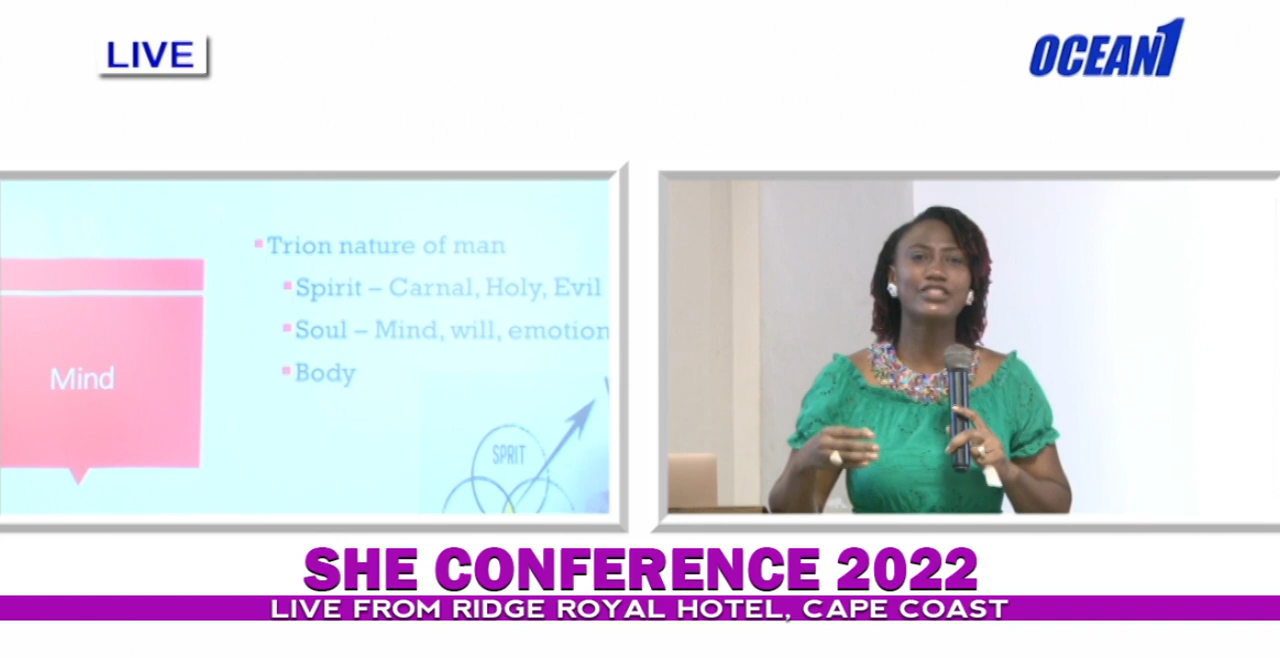 LIVE
OCEAN1
Trion nature of man
Spirit – Carnal, Holy, Evil
Soul – Mind, will, emotion
Body
Mind
SPRIT
SHE CONFERENCE 2022
LIVE FROM RIDGE ROYAL HOTEL, CAPE COAST